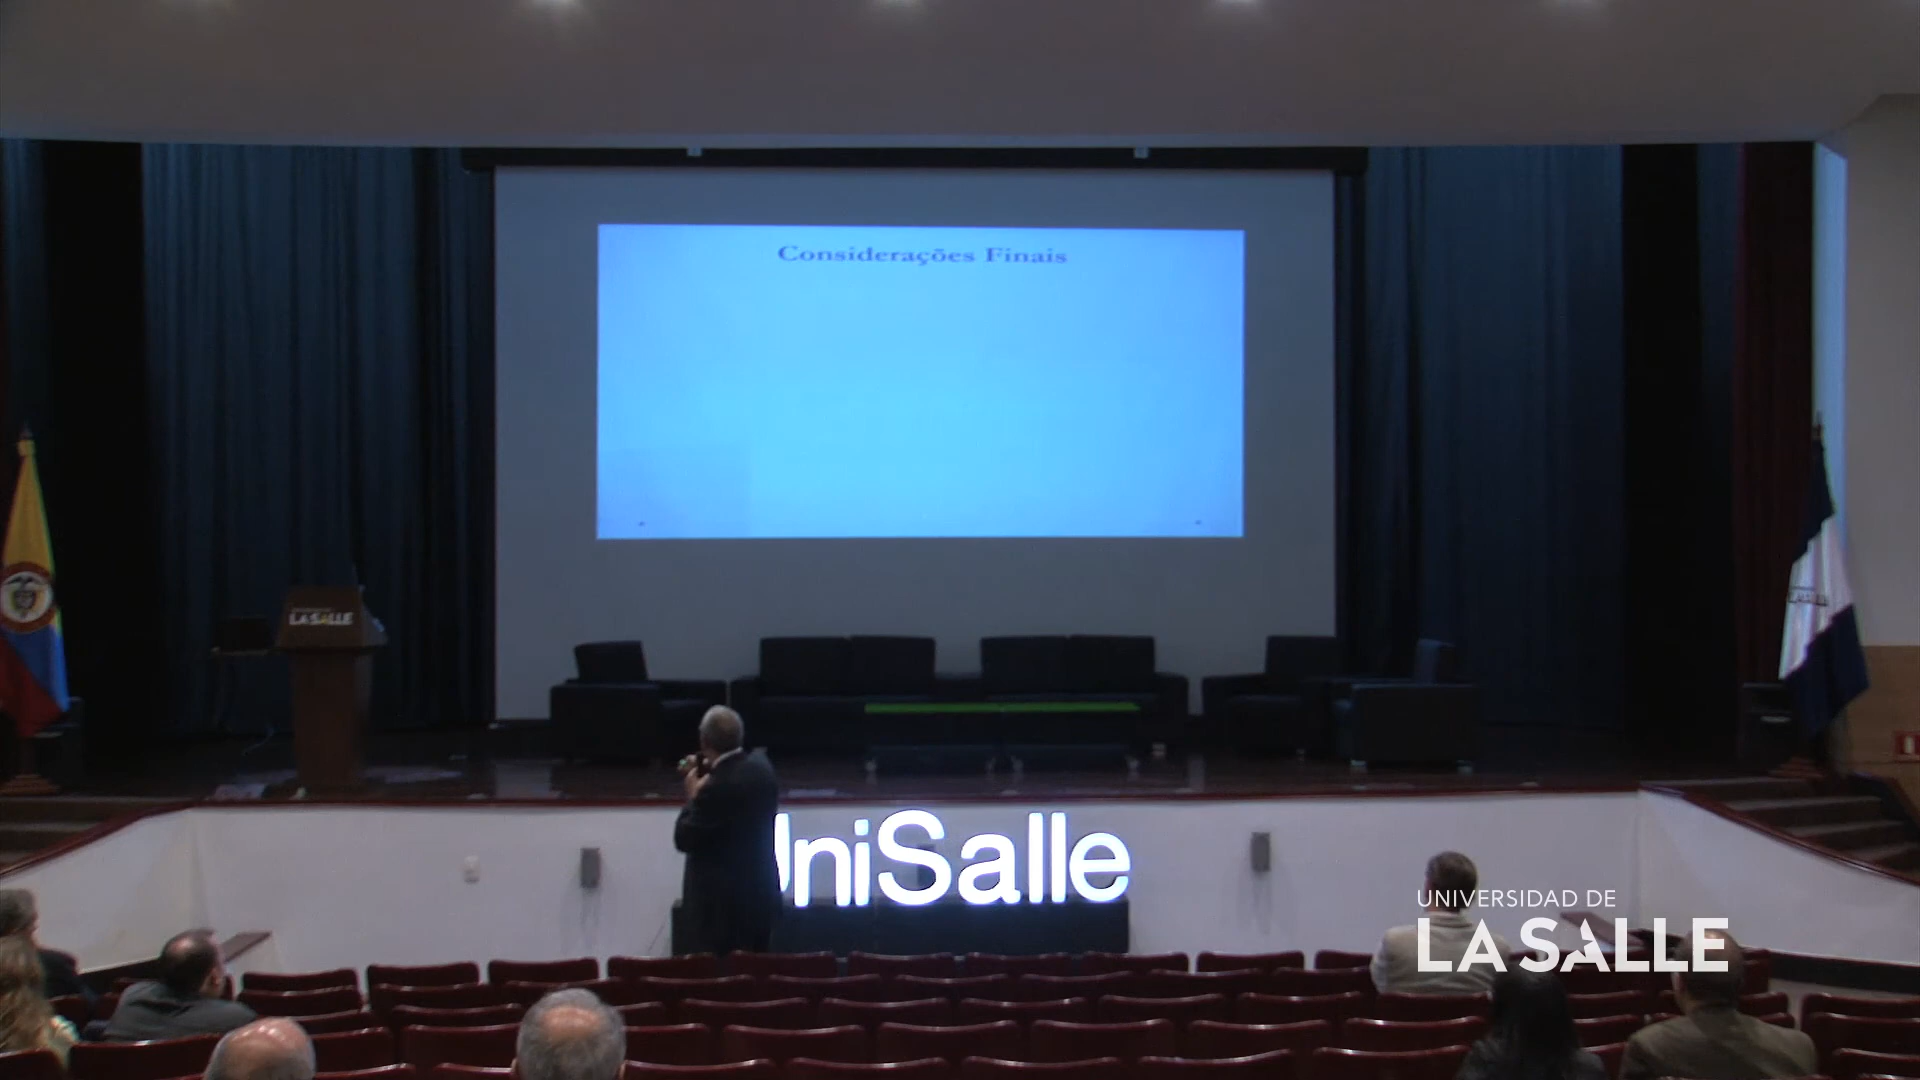 Considerações Finais
LA SALLE
UniSalle
UNIVERSIDAD DE
LA SALLE